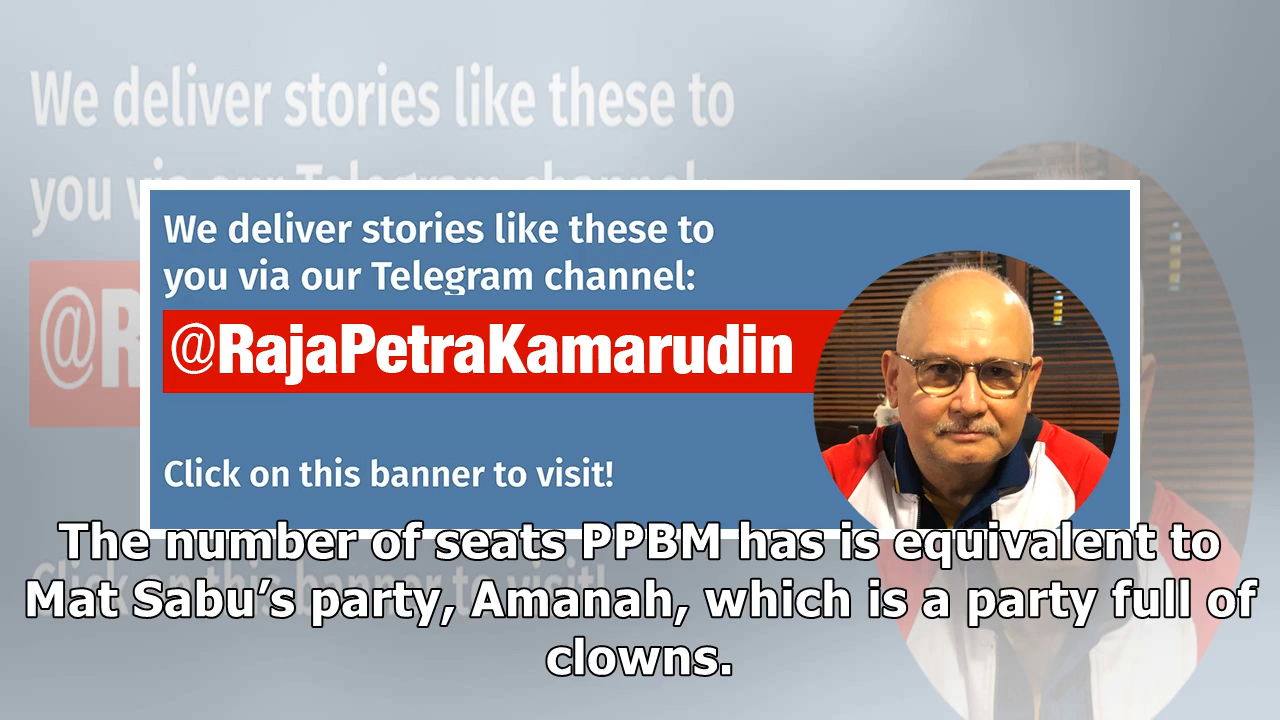 We deliver stories like these to
you via our Telegram channel:
@RajaPetraKamarudin
Click on this banner to visit!
The number of seats PPBM has is equivalent to
Mat Sabu’s party, Amanah, which is a party full of
clowns.